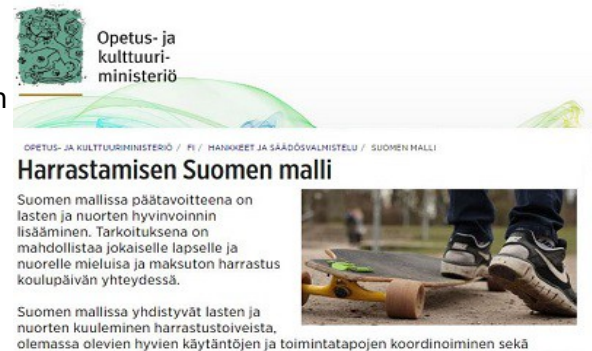 Opetus- ja
kulttuuri-
ministeriö
n
OPETUS- JA KULTTUURIMINISTERIÖ / FI / HANKKEET JA SÄÄDÖSVALMISTELU / SUOMEN MALLI
Harrastamisen Suomen malli
Suomen mallissa päätavoitteena on
lasten ja nuorten hyvinvoinnin
lisääminen. Tarkoituksena on
mahdollistaa jokaiselle lapselle ja
nuorelle mieluisa ja maksuton harrastus
koulupäivän yhteydessä.
Suomen mallissa yhdistyvät lasten ja
nuorten kuuleminen harrastustoiveista,
olemassa olevien hyvien käytäntöjen ja toimintatapojen koordinoiminen sekä